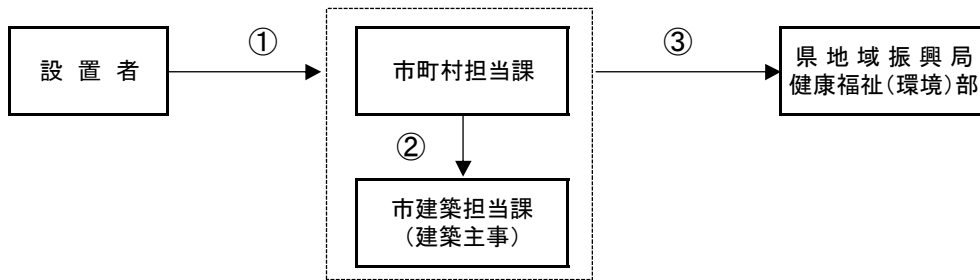 ①
③
設置者
市町村担当課
県地域振興局
健康福祉(環境)部
②
市建築担当課
(建築主事)